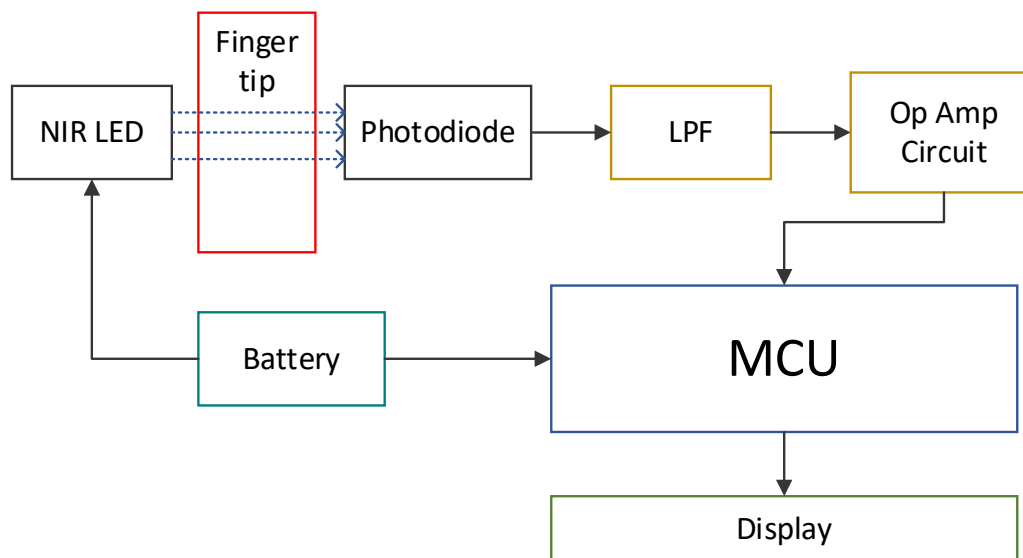 Finger
tip
NIR LED
Photodiode
LPF
Op Amp
Circuit
Battery
MCU
Display